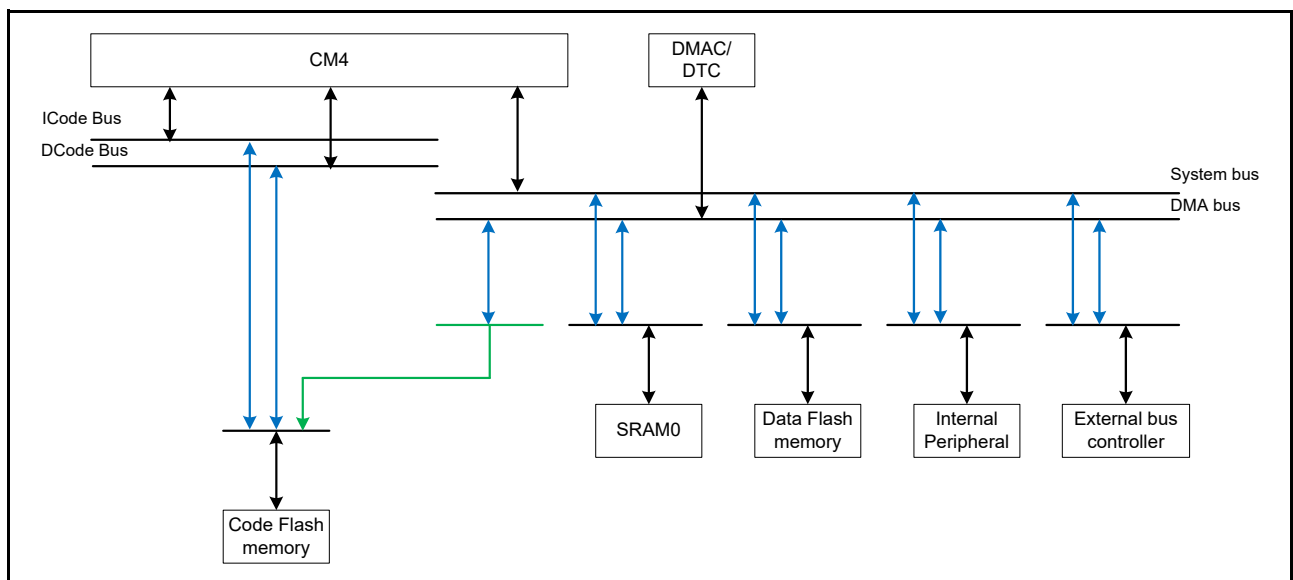 CM4
DMAC/
DTC
ICode Bus
DCode Bus
System bus
DMA bus
SRAM0
Data Flash
memory
Internal
Peripheral
External bus
controller
Code Flash
memory